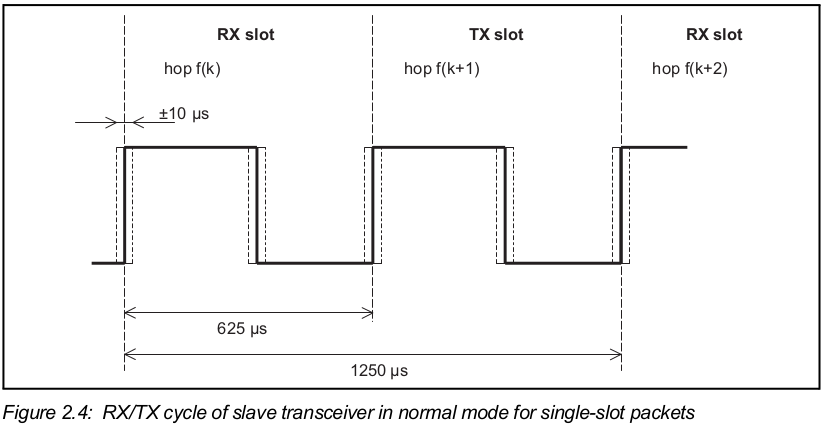 RX slot TX slot RX slot
hop f(k) hop f(k+1) hop f(k+2)
±10 µs
625 µs
1250 µs
Figure 2.4: RX/TX cycle of slave transceiver in normal mode for single-slot packets